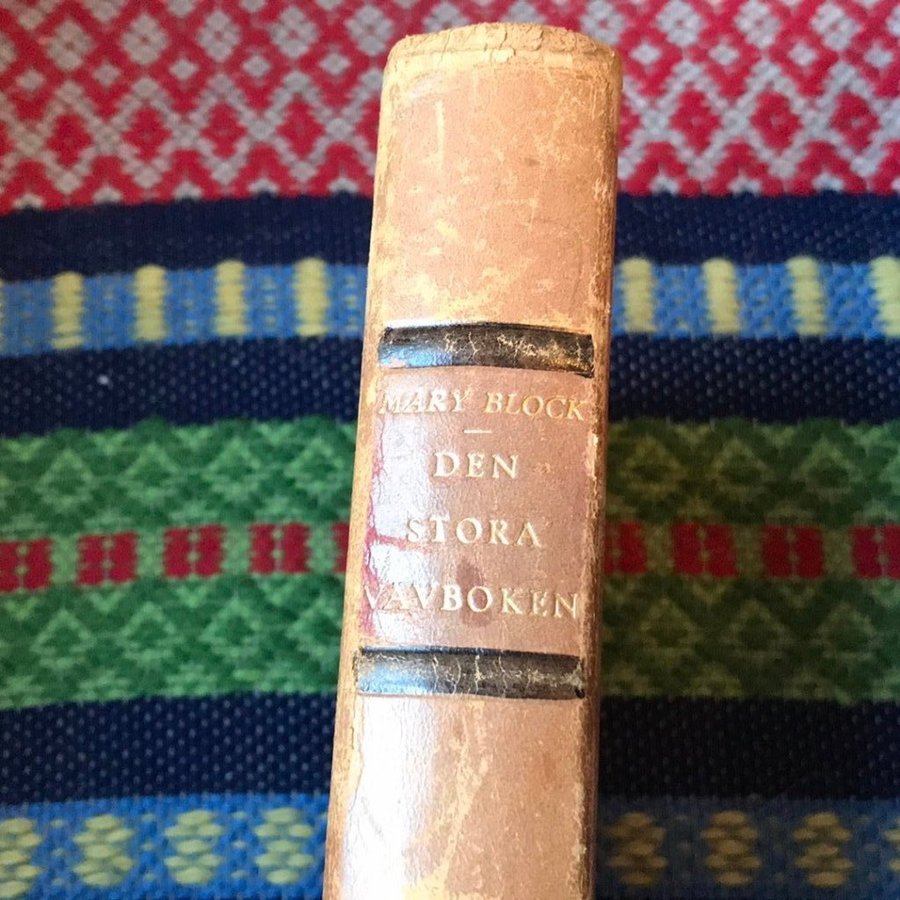 MARY BLOCK
DEN
STORA
VÄVBOKEN